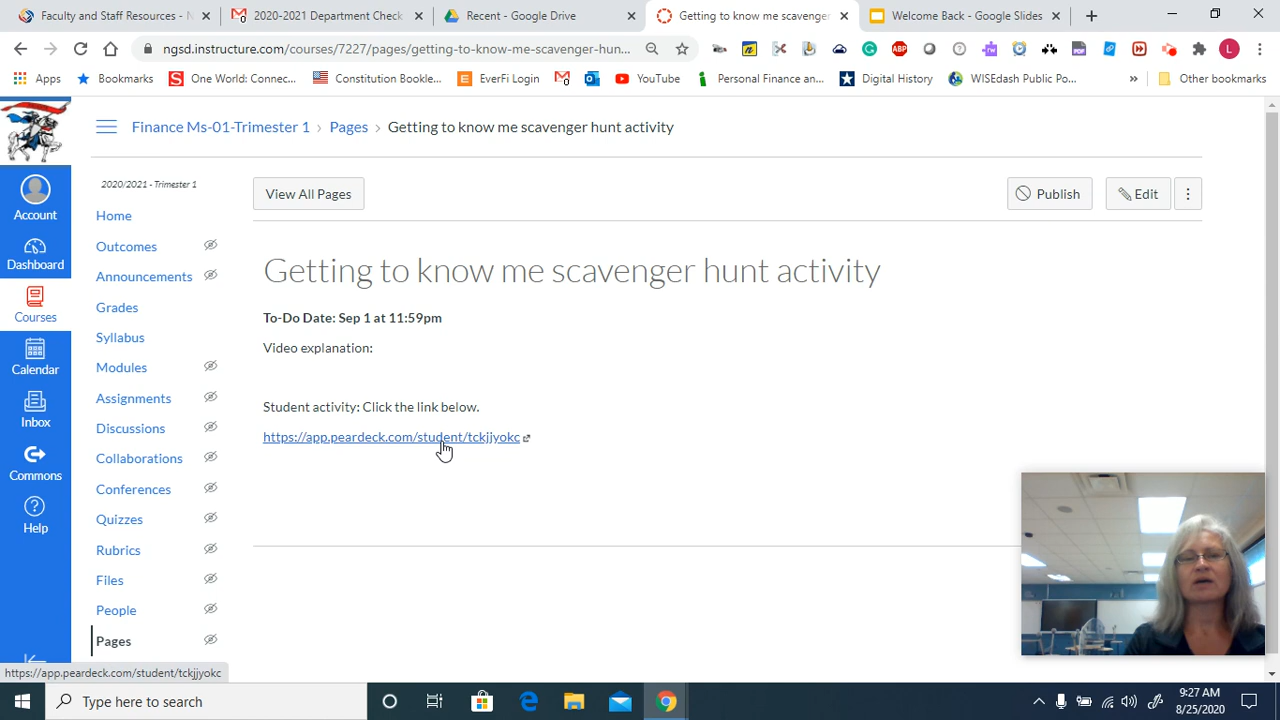 Faculty and Staff Resources - N
2020-2021 Department Check
Recent - Google Drive
Getting to know me scavenger
Welcome Back - Google Slides
ngsd.instructure.com/courses/7227/pages/getting-to-know-me-scavenger-hun...
ABP
PDF
L
Apps
Bookmarks
One World: Connec...
Constitution Bookle...
EverFi Login
YouTube
Personal Finance an...
Digital History
WISEdash Public Po...
Other bookmarks
Finance Ms-01-Trimester 1 › Pages › Getting to know me scavenger hunt activity
2020/2021 - Trimester 1
View All Pages
Publish
Edit
Account
Dashboard
Courses
Calendar
Inbox
Commons
Help
Home
Outcomes
Announcements
Grades
Syllabus
Modules
Assignments
Discussions
Collaborations
Conferences
Quizzes
Rubrics
Files
People
Pages
Getting to know me scavenger hunt activity
To-Do Date: Sep 1 at 11:59pm
Video explanation:
Student activity: Click the link below.
https://app.peardeck.com/student/tckjjyokc
https://app.peardeck.com/student/tckjjyokc
Type here to search
9:27 AM
8/25/2020